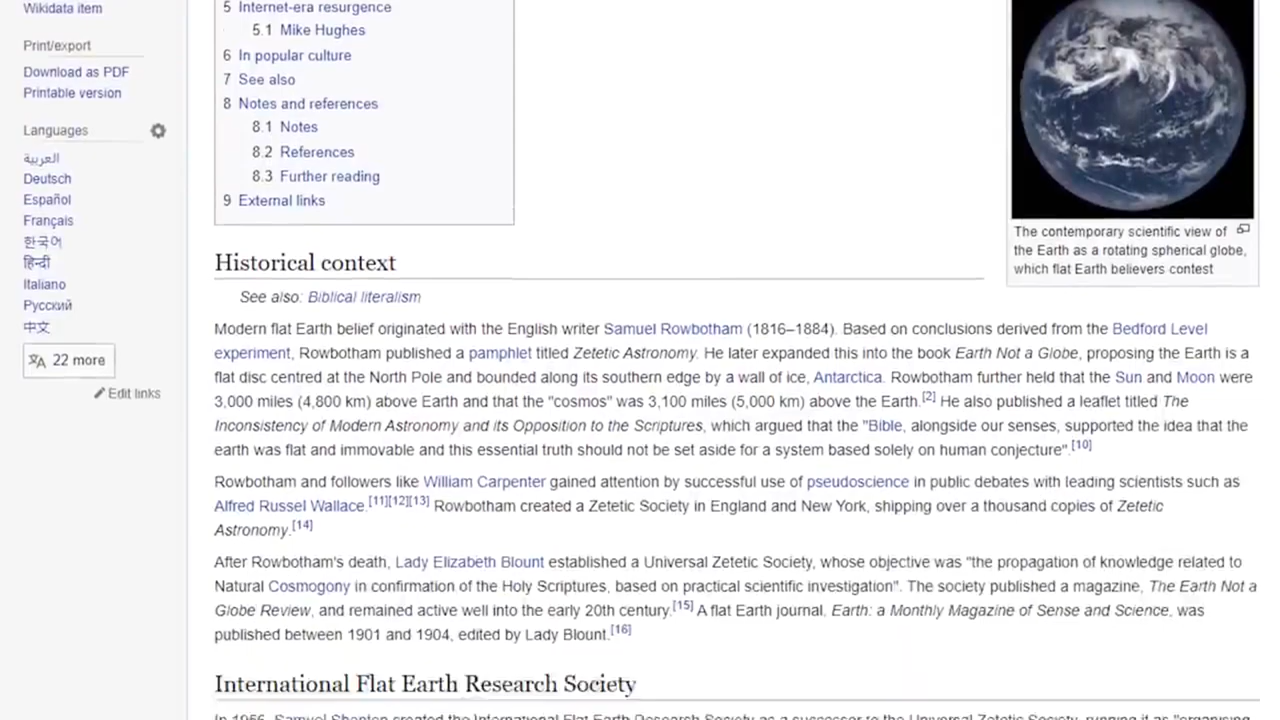 Wikidata item
Print/export
Download as PDF
Printable version
Languages
العربية
Deutsch
Español
Français
한국어
हिन्दी
Italiano
Русский
中文
22 more
Edit links
5 Internet-era resurgence
5.1 Mike Hughes
6 In popular culture
7 See also
8 Notes and references
8.1 Notes
8.2 References
8.3 Further reading
9 External links
The contemporary scientific view of
the Earth as a rotating spherical globe,
which flat Earth believers contest
Historical context
See also: Biblical literalism
Modern flat Earth belief originated with the English writer Samuel Rowbotham (1816–1884). Based on conclusions derived from the Bedford Level
experiment, Rowbotham published a pamphlet titled Zetetic Astronomy. He later expanded this into the book Earth Not a Globe, proposing the Earth is a
flat disc centred at the North Pole and bounded along its southern edge by a wall of ice, Antarctica. Rowbotham further held that the Sun and Moon were
3,000 miles (4,800 km) above Earth and that the "cosmos" was 3,100 miles (5,000 km) above the Earth.[2] He also published a leaflet titled The
Inconsistency of Modern Astronomy and its Opposition to the Scriptures, which argued that the "Bible, alongside our senses, supported the idea that the
earth was flat and immovable and this essential truth should not be set aside for a system based solely on human conjecture".[10]
Rowbotham and followers like William Carpenter gained attention by successful use of pseudoscience in public debates with leading scientists such as
Alfred Russel Wallace.[11][12][13] Rowbotham created a Zetetic Society in England and New York, shipping over a thousand copies of Zetetic
Astronomy.[14]
After Rowbotham's death, Lady Elizabeth Blount established a Universal Zetetic Society, whose objective was "the propagation of knowledge related to
Natural Cosmogony in confirmation of the Holy Scriptures, based on practical scientific investigation". The society published a magazine, The Earth Not a
Globe Review, and remained active well into the early 20th century.[15] A flat Earth journal, Earth: a Monthly Magazine of Sense and Science, was
published between 1901 and 1904, edited by Lady Blount.[16]
International Flat Earth Research Society
In 1956, Samuel Shenton created the International Flat Earth Research Society as a successor to the Universal Zetetic Society, running it as "organising